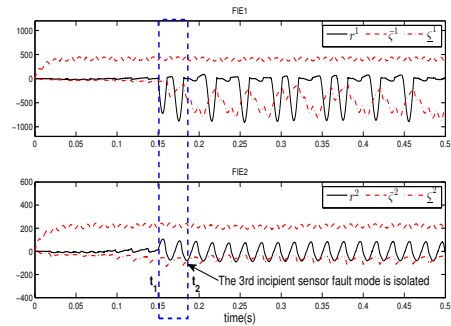 FIE1
1000
500
0
-500
-1000
r¹ ς̄¹ ς̲¹
0 0.05 0.1 0.15 0.2 0.25 0.3 0.35 0.4 0.45 0.5
FIE2
600
400
200
0
-200
-400
r² ς̄² ς̲²
The 3rd incipient sensor fault mode is isolated
t₁ t₂
0 0.05 0.1 0.15 0.2 0.25 0.3 0.35 0.4 0.45 0.5
time(s)